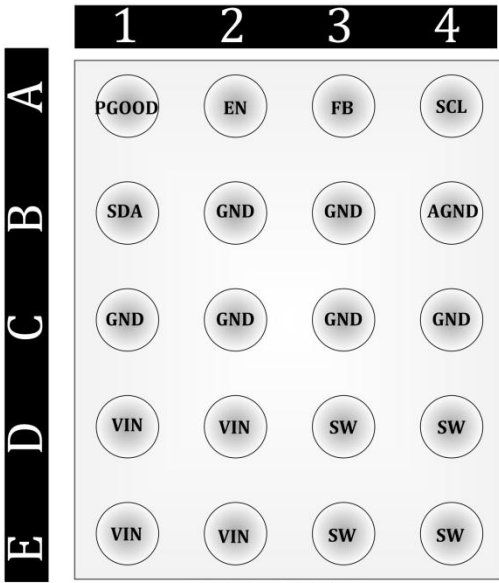 1 2 3 4
A PGOOD EN FB SCL
B SDA GND GND AGND
C GND GND GND GND
D VIN VIN SW SW
E VIN VIN SW SW